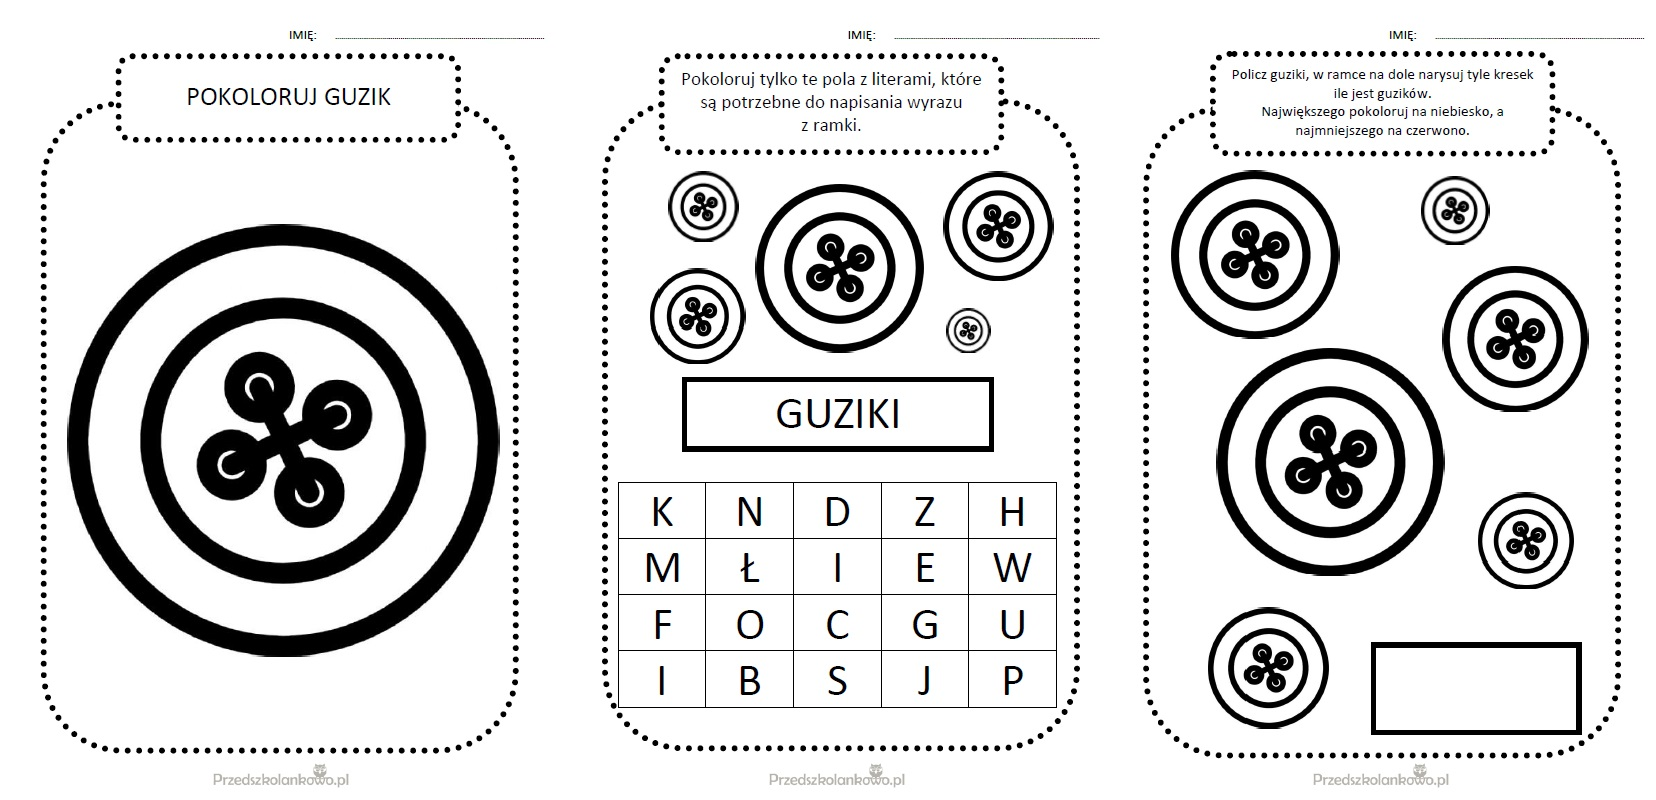 IMIĘ:
POKOLORUJ GUZIK
Przedszkolankowo.pl
IMIĘ:
Pokoloruj tylko te pola z literami, które
są potrzebne do napisania wyrazu
z ramki.
GUZIKI
K N D Z H
M Ł I E W
F O C G U
I B S J P
Przedszkolankowo.pl
IMIĘ:
Policz guziki, w ramce na dole narysuj tyle kresek
ile jest guzików.
Największego pokoloruj na niebiesko, a
najmniejszego na czerwono.
Przedszkolankowo.pl